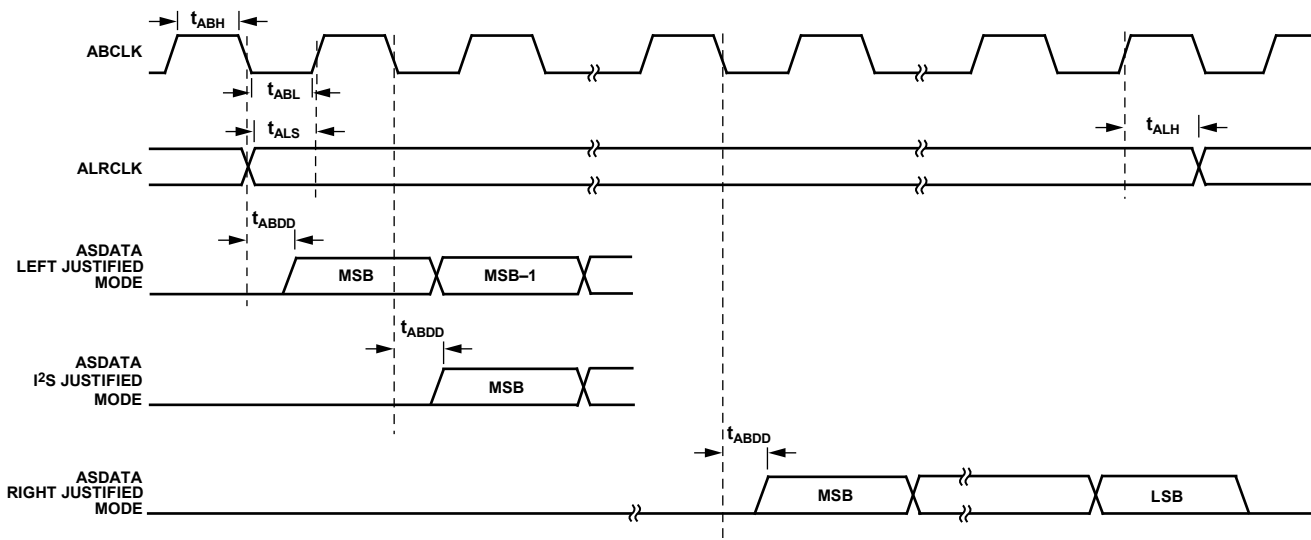 tABH
ABCLK
tABL
tALS
tALH
ALRCLK
tABDD
ASDATA
LEFT JUSTIFIED
MODE
MSB
MSB–1
tABDD
ASDATA
I²S JUSTIFIED
MODE
MSB
tABDD
ASDATA
RIGHT JUSTIFIED
MODE
MSB
LSB